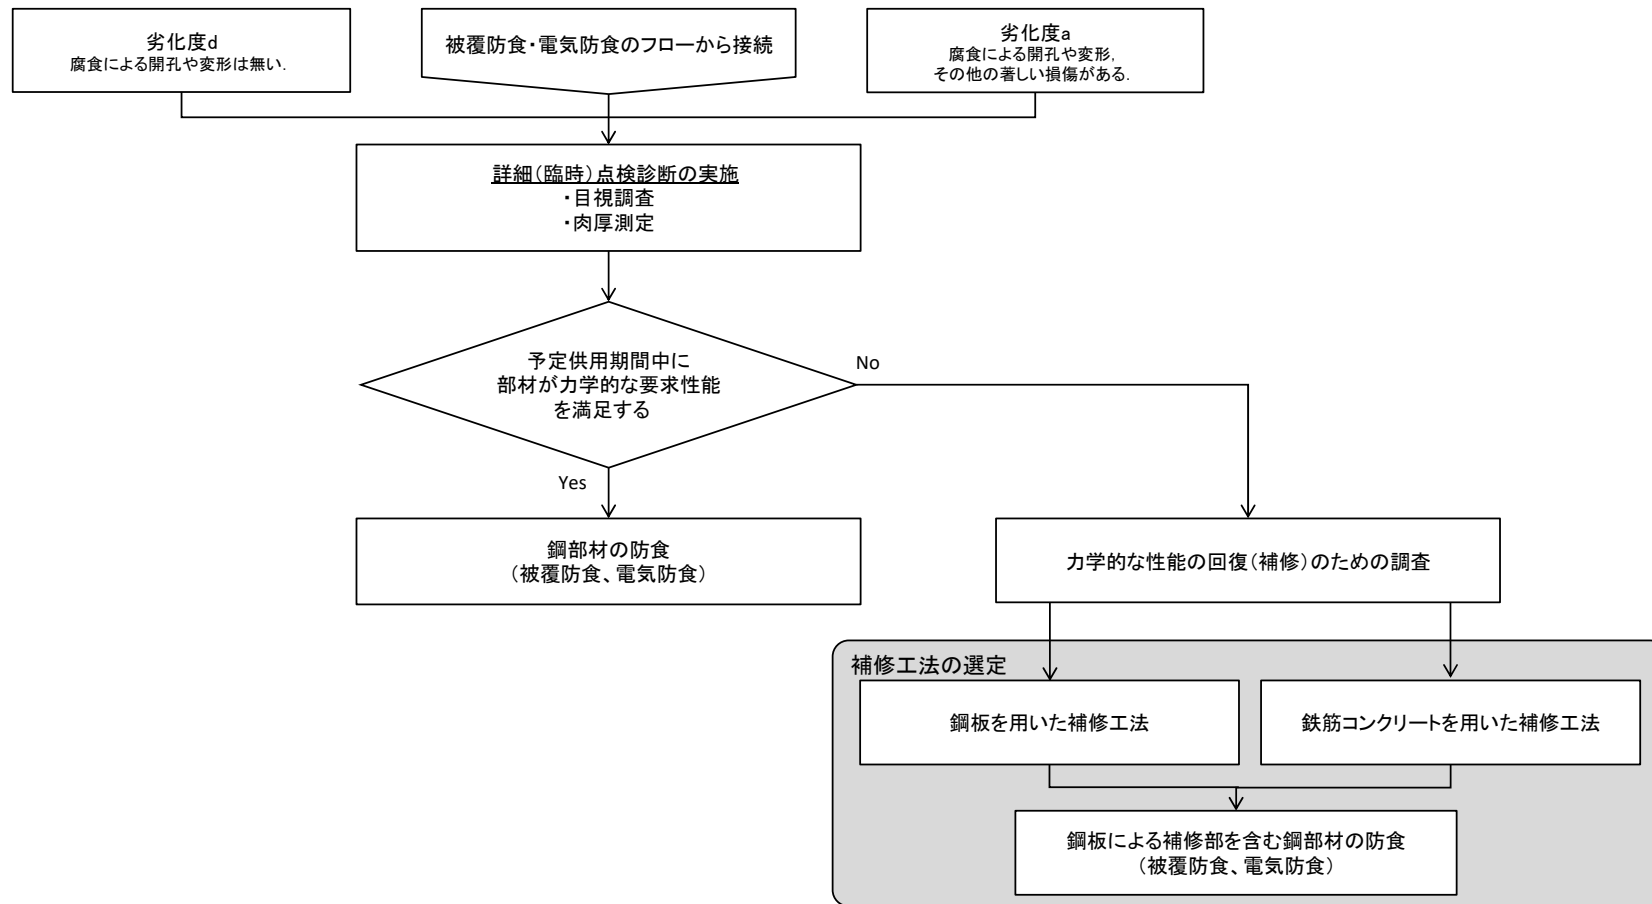 劣化度d
腐食による開孔や変形は無い.
被覆防食・電気防食のフローから接続
劣化度a
腐食による開孔や変形,
その他の著しい損傷がある.
詳細(臨時)点検診断の実施
・目視調査
・肉厚測定
予定供用期間中に
部材が力学的な要求性能
を満足する
No
Yes
鋼部材の防食
(被覆防食、電気防食)
力学的な性能の回復(補修)のための調査
補修工法の選定
鋼板を用いた補修工法
鉄筋コンクリートを用いた補修工法
鋼板による補修部を含む鋼部材の防食
(被覆防食、電気防食)